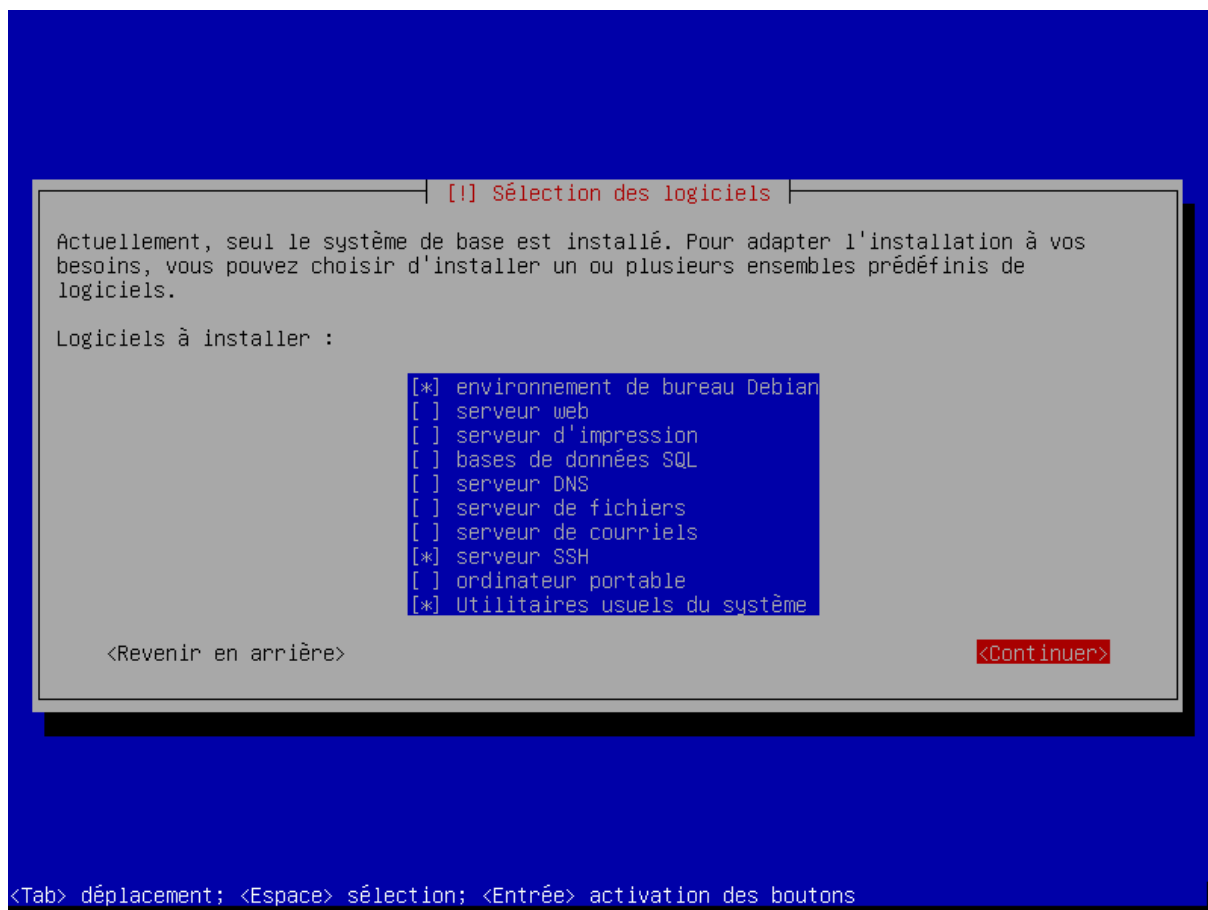 [!] Sélection des logiciels
Actuellement, seul le système de base est installé. Pour adapter l'installation à vos
besoins, vous pouvez choisir d'installer un ou plusieurs ensembles prédéfinis de
logiciels.
Logiciels à installer :
[*] environnement de bureau Debian
[ ] serveur web
[ ] serveur d'impression
[ ] bases de données SQL
[ ] serveur DNS
[ ] serveur de fichiers
[ ] serveur de courriels
[*] serveur SSH
[ ] ordinateur portable
[*] Utilitaires usuels du système
<Revenir en arrière> <Continuer>
<Tab> déplacement; <Espace> sélection; <Entrée> activation des boutons